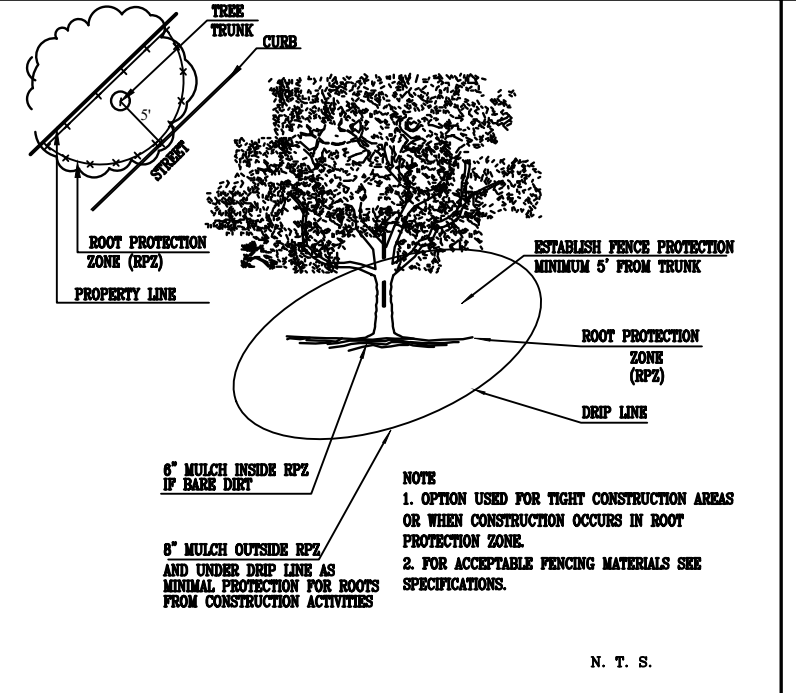 TREE
TRUNK
CURB
5'
STREET
ROOT PROTECTION
ZONE (RPZ)
PROPERTY LINE
ESTABLISH FENCE PROTECTION
MINIMUM 5' FROM TRUNK
ROOT PROTECTION
ZONE
(RPZ)
DRIP LINE
6" MULCH INSIDE RPZ
IF BARE DIRT
8" MULCH OUTSIDE RPZ
AND UNDER DRIP LINE AS
MINIMAL PROTECTION FOR ROOTS
FROM CONSTRUCTION ACTIVITIES
NOTE
1. OPTION USED FOR TIGHT CONSTRUCTION AREAS
OR WHEN CONSTRUCTION OCCURS IN ROOT
PROTECTION ZONE.
2. FOR ACCEPTABLE FENCING MATERIALS SEE
SPECIFICATIONS.
N. T. S.